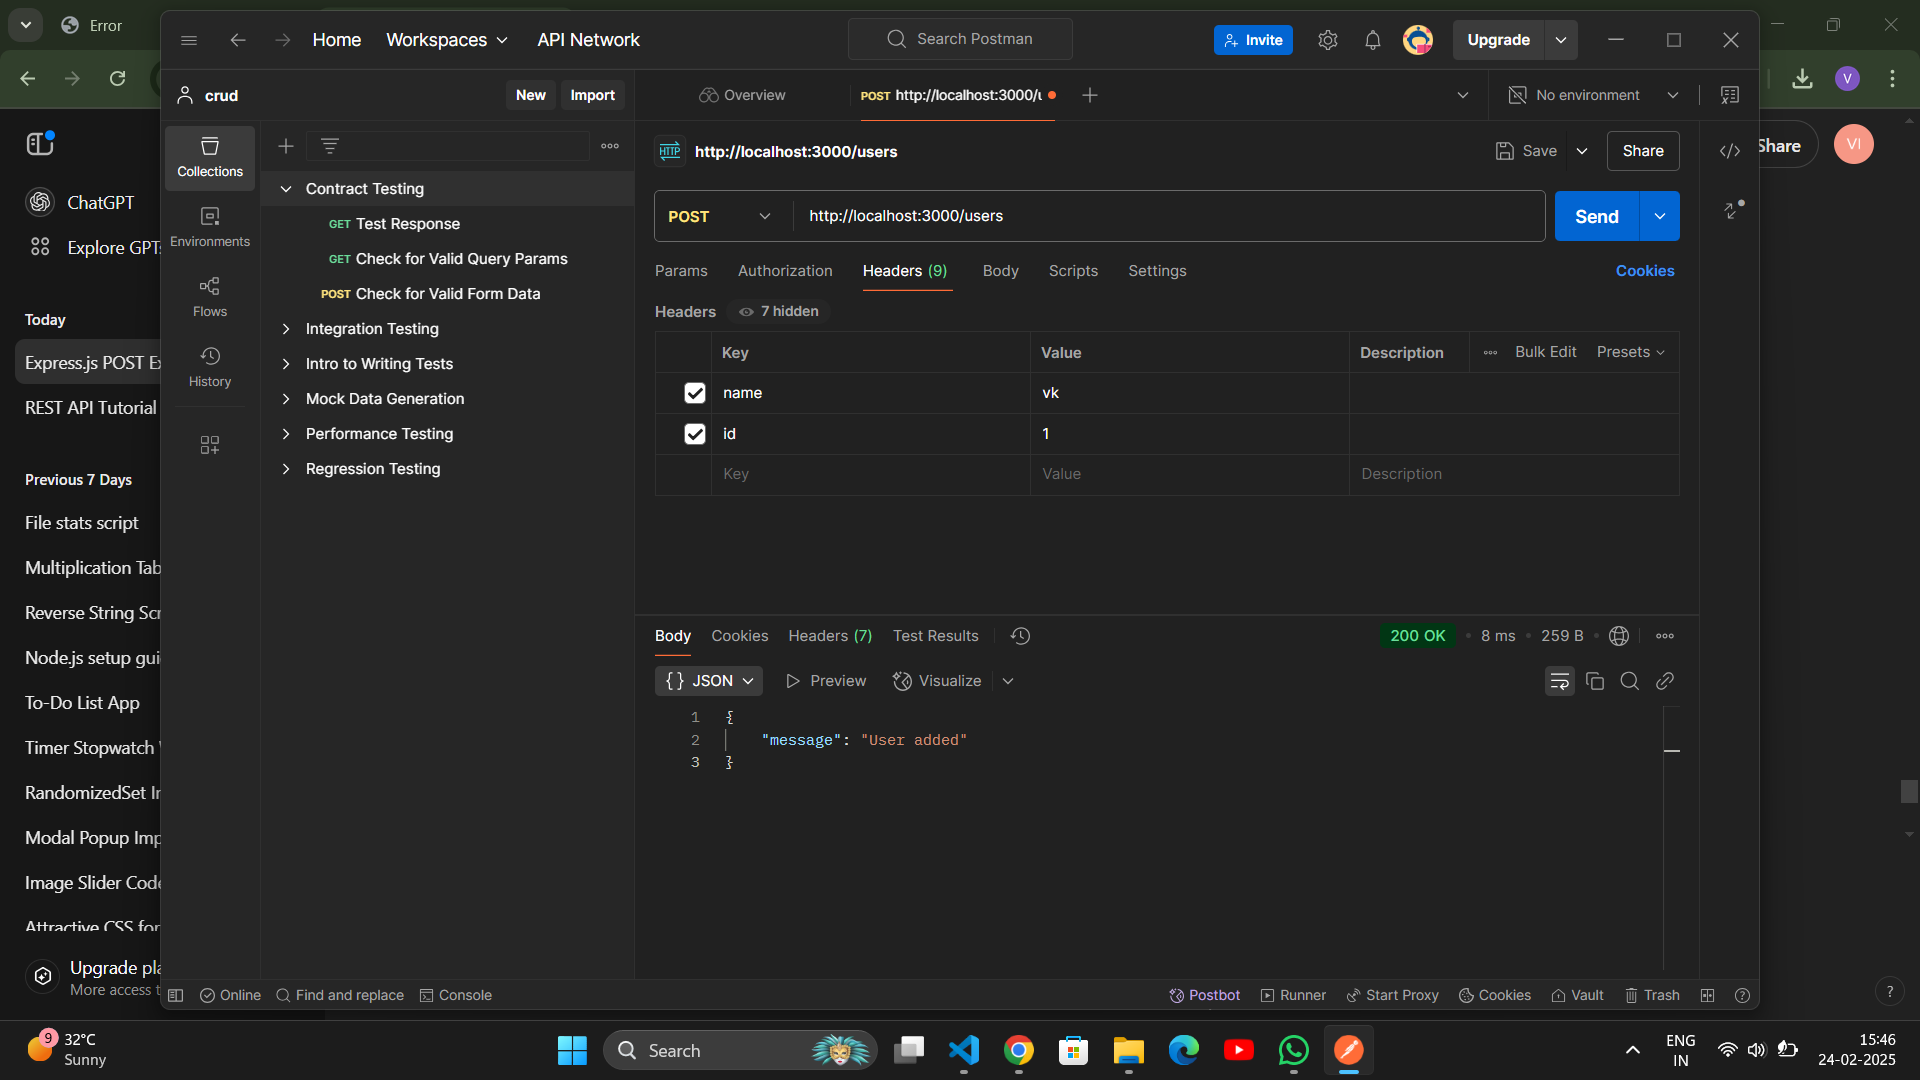 Error
Home
Workspaces
API Network
Search Postman
Invite
Upgrade
crud
New
Import
Overview
POST http://localhost:3000/u
No environment
Collections
Environments
Flows
History
Contract Testing
GET Test Response
GET Check for Valid Query Params
POST Check for Valid Form Data
Integration Testing
Intro to Writing Tests
Mock Data Generation
Performance Testing
Regression Testing
HTTP http://localhost:3000/users
Save
Share
POST
http://localhost:3000/users
Send
Params
Authorization
Headers (9)
Body
Scripts
Settings
Cookies
Headers
7 hidden
Key Value Description
Bulk Edit
Presets
name vk
id 1
Key Value Description
Body
Cookies
Headers (7)
Test Results
200 OK
8 ms
259 B
{} JSON
Preview
Visualize
1 {
2 "message": "User added"
3 }
Online
Find and replace
Console
Postbot
Runner
Start Proxy
Cookies
Vault
Trash
V
Share
VI
ChatGPT
Explore GPTs
Today
Express.js POST Ex
REST API Tutorial
Previous 7 Days
File stats script
Multiplication Tab
Reverse String Scr
Node.js setup gui
To-Do List App
Timer Stopwatch
RandomizedSet In
Modal Popup Imp
Image Slider Code
Attractive CSS for
Upgrade pla
More access t
?
9
32°C
Sunny
Search
ENG
IN
15:46
24-02-2025